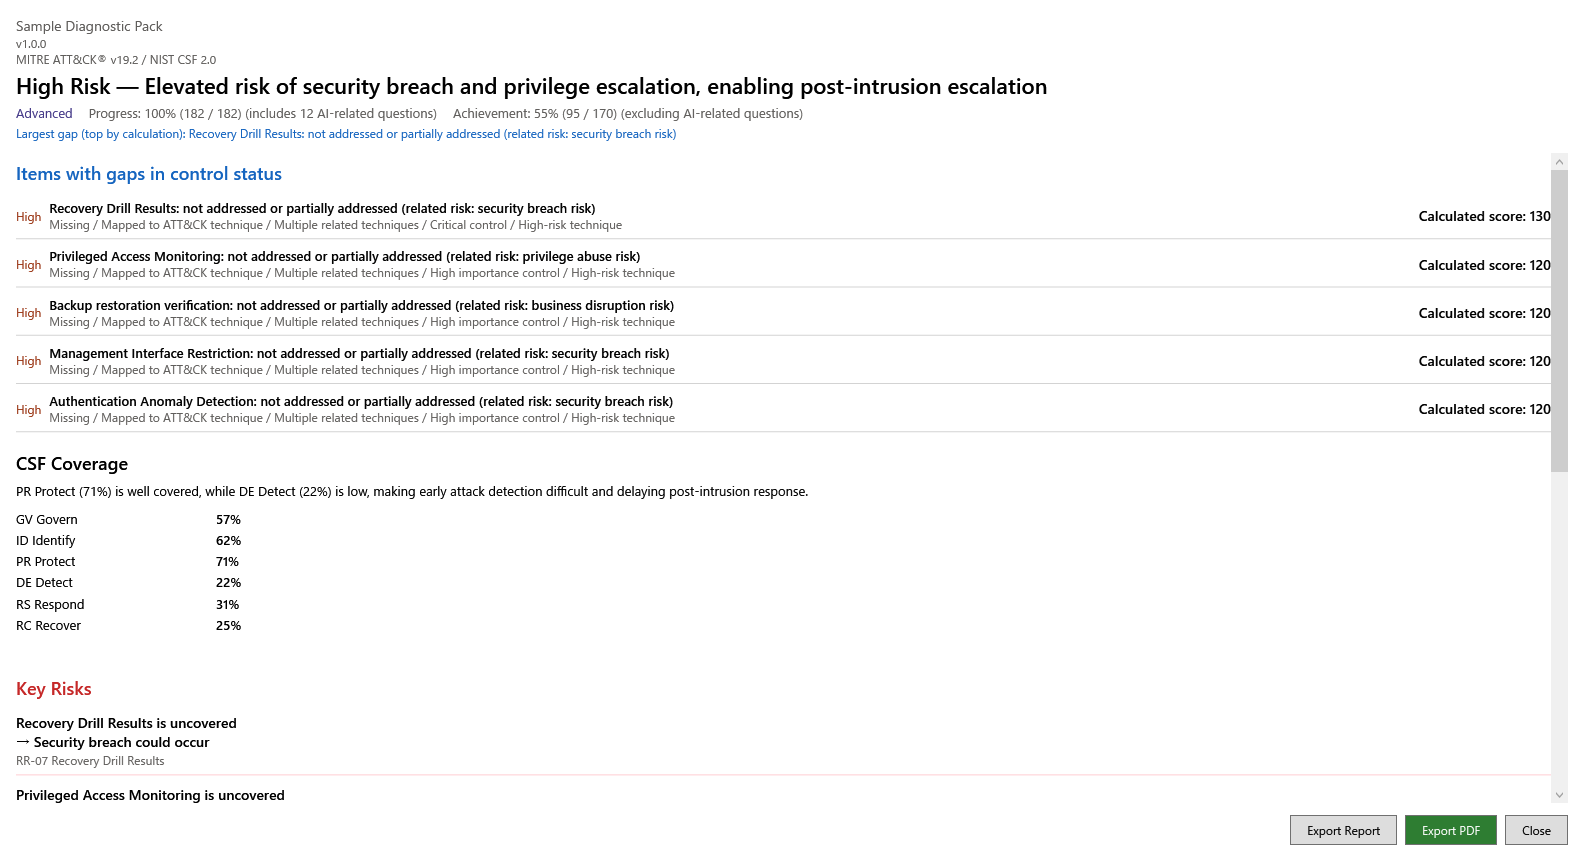 Sample Diagnostic Pack
v1.0.0
MITRE ATT&CK® v19.2 / NIST CSF 2.0
High Risk — Elevated risk of security breach and privilege escalation, enabling post-intrusion escalation
Advanced Progress: 100% (182 / 182) (includes 12 AI-related questions) Achievement: 55% (95 / 170) (excluding AI-related questions)
Largest gap (top by calculation): Recovery Drill Results: not addressed or partially addressed (related risk: security breach risk)
Items with gaps in control status
High Recovery Drill Results: not addressed or partially addressed (related risk: security breach risk) Calculated score: 130
Missing / Mapped to ATT&CK technique / Multiple related techniques / Critical control / High-risk technique
High Privileged Access Monitoring: not addressed or partially addressed (related risk: privilege abuse risk) Calculated score: 120
Missing / Mapped to ATT&CK technique / Multiple related techniques / High importance control / High-risk technique
High Backup restoration verification: not addressed or partially addressed (related risk: business disruption risk) Calculated score: 120
Missing / Mapped to ATT&CK technique / Multiple related techniques / High importance control / High-risk technique
High Management Interface Restriction: not addressed or partially addressed (related risk: security breach risk) Calculated score: 120
Missing / Mapped to ATT&CK technique / Multiple related techniques / High importance control / High-risk technique
High Authentication Anomaly Detection: not addressed or partially addressed (related risk: security breach risk) Calculated score: 120
Missing / Mapped to ATT&CK technique / Multiple related techniques / High importance control / High-risk technique
CSF Coverage
PR Protect (71%) is well covered, while DE Detect (22%) is low, making early attack detection difficult and delaying post-intrusion response.
GV Govern 57%
ID Identify 62%
PR Protect 71%
DE Detect 22%
RS Respond 31%
RC Recover 25%
Key Risks
Recovery Drill Results is uncovered
→ Security breach could occur
RR-07 Recovery Drill Results
Privileged Access Monitoring is uncovered
Export Report Export PDF Close